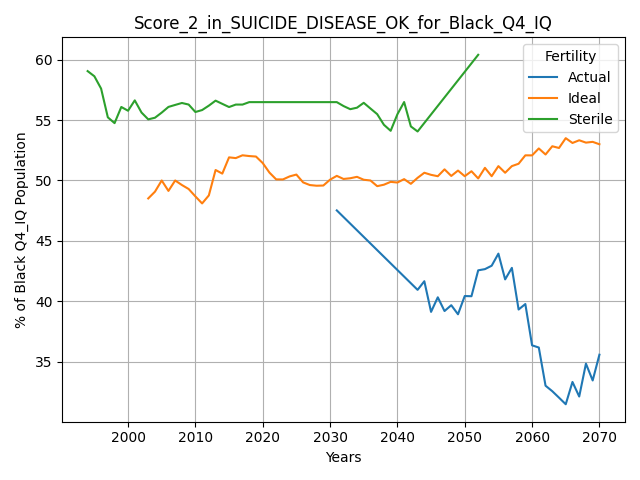 Score_2_in_SUICIDE_DISEASE_OK_for_Black_Q4_IQ
% of Black Q4_IQ Population
60
55
50
45
40
35
Fertility
Actual
Ideal
Sterile
2000 2010 2020 2030 2040 2050 2060 2070
Years